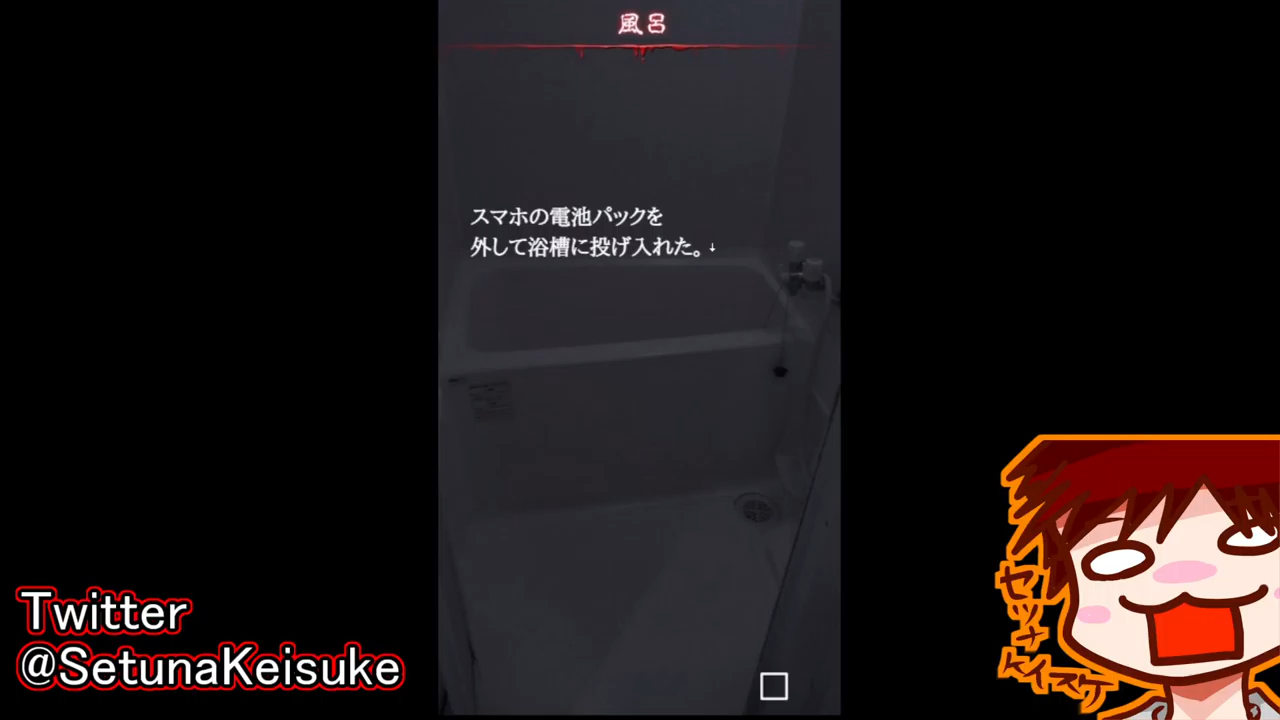 風呂
スマホの電池パックを
外して浴槽に投げ入れた。↓
Twitter
@SetunaKeisuke
セツナ
ケイスケ